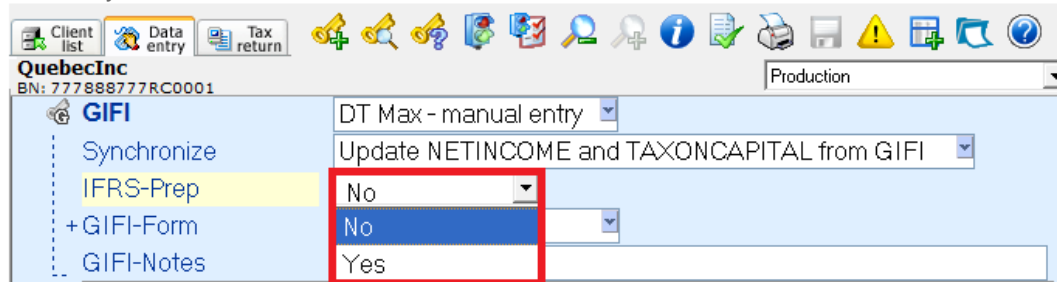 Client list
Data entry
Tax return
QuebecInc
BN: 777888777RC0001
Production
GIFI
DT Max - manual entry
Synchronize
Update NETINCOME and TAXONCAPITAL from GIFI
IFRS-Prep
No
+GIFI-Form
No
GIFI-Notes
Yes